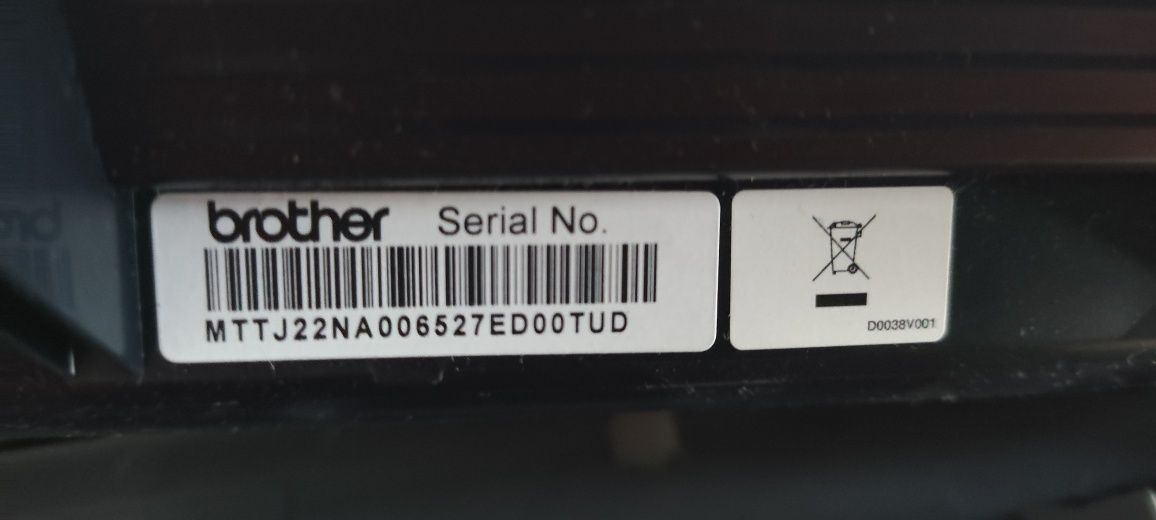 brother Serial No.
MTTJ22NA006527ED00TUD
D0038V001